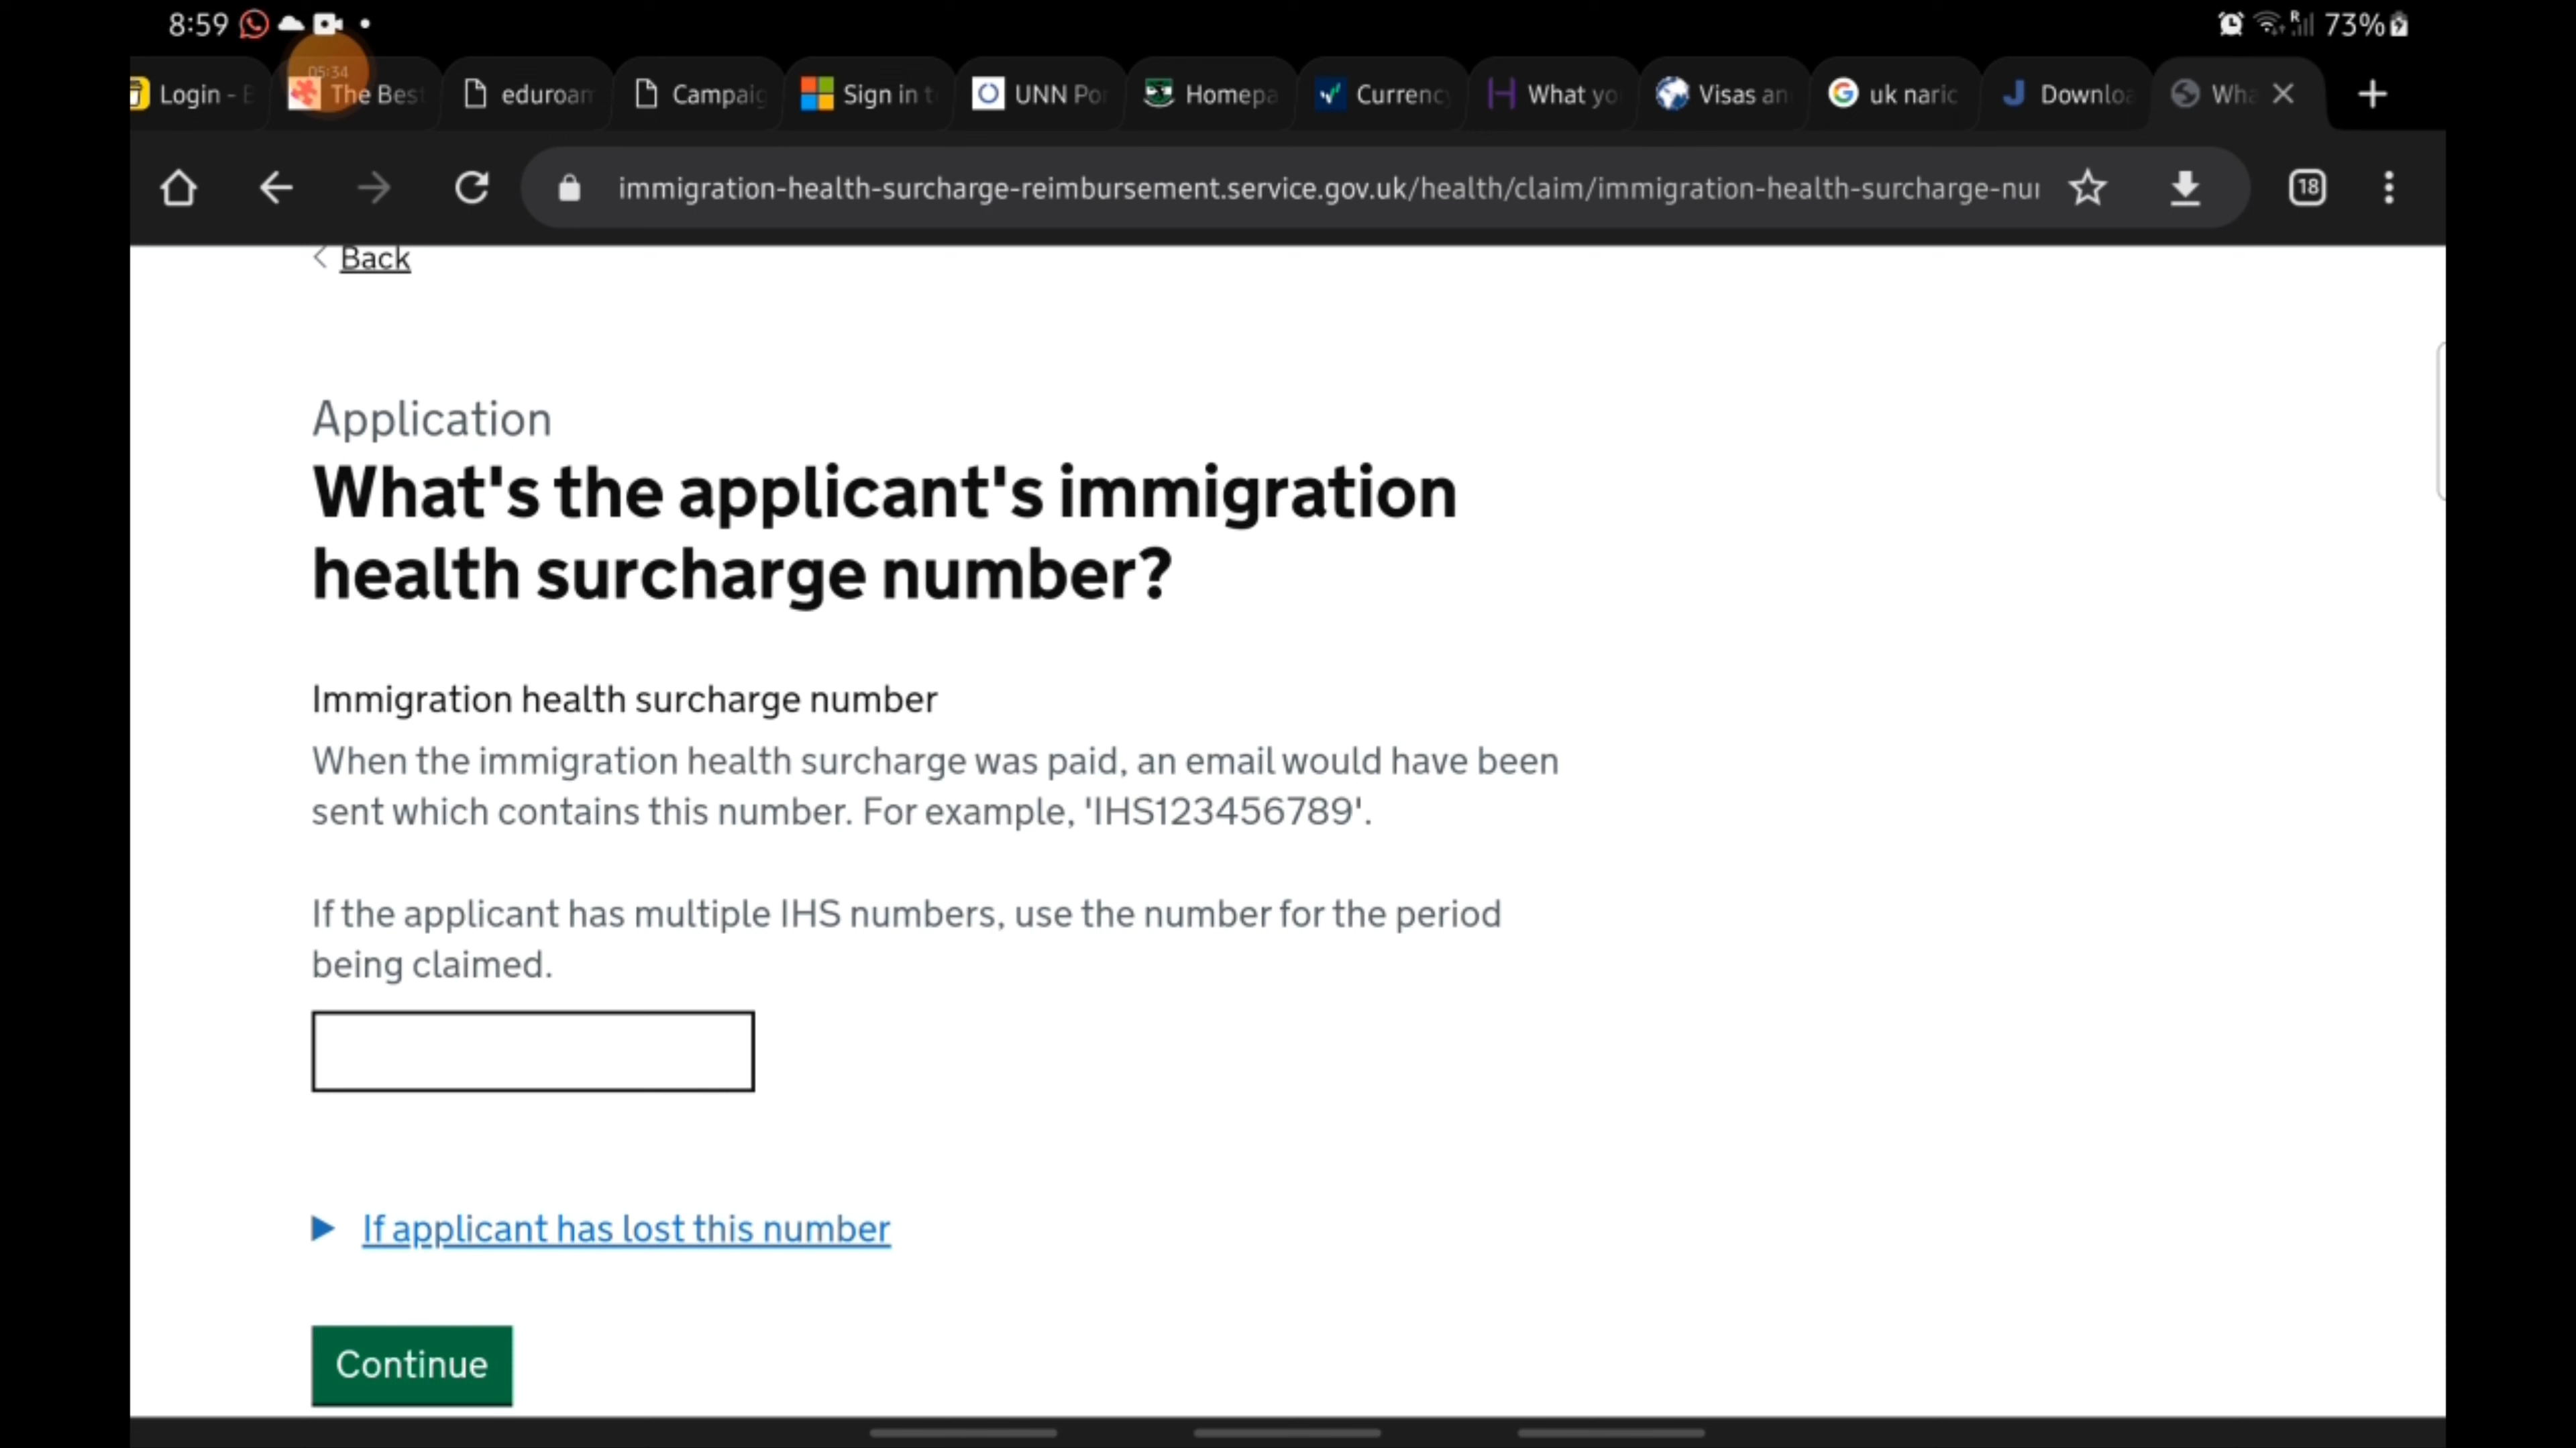 8:59 73%
05:34
Login - The Best eduroam Campaig Sign in t UNN Por Homepa Currenc What yo Visas an uk naric Downloa Wha
immigration-health-surcharge-reimbursement.service.gov.uk/health/claim/immigration-health-surcharge-nu 18
Back
Application
What's the applicant's immigration
health surcharge number?
Immigration health surcharge number
When the immigration health surcharge was paid, an email would have been
sent which contains this number. For example, 'IHS123456789'.
If the applicant has multiple IHS numbers, use the number for the period
being claimed.
If applicant has lost this number
Continue